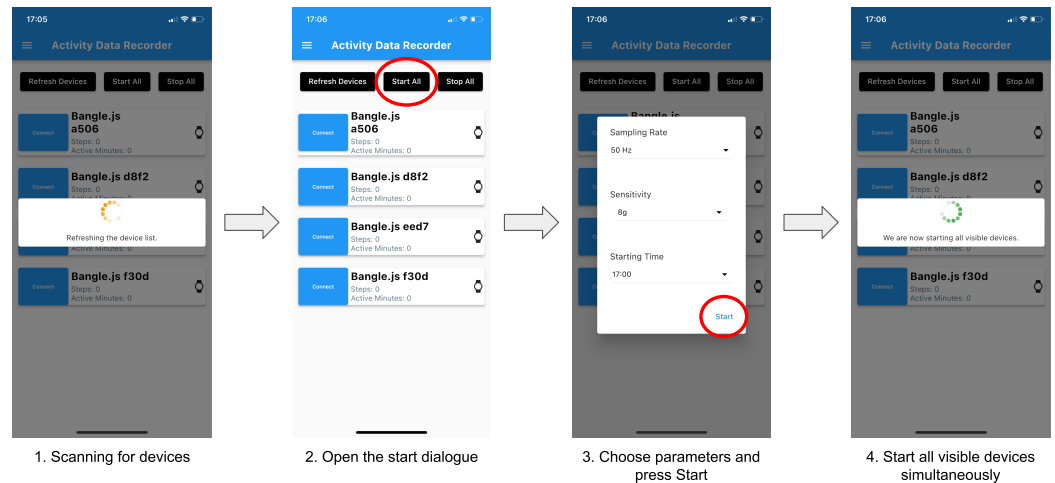 17:05
Activity Data Recorder
Refresh Devices Start All Stop All
Connect
Bangle.js
a506
Steps: 0
Active Minutes: 0
Bangle.js d8f2
Steps: 0
Refreshing the device list.
Active Minutes: 0
Connect
Bangle.js f30d
Steps: 0
Active Minutes: 0
1. Scanning for devices
17:06
Activity Data Recorder
Refresh Devices Start All Stop All
Connect
Bangle.js
a506
Steps: 0
Active Minutes: 0
Connect
Bangle.js d8f2
Steps: 0
Active Minutes: 0
Connect
Bangle.js eed7
Steps: 0
Active Minutes: 0
Connect
Bangle.js f30d
Steps: 0
Active Minutes: 0
2. Open the start dialogue
17:06
Activity Data Recorder
Refresh Devices Start All Stop All
Bangle.js
Sampling Rate
50 Hz
Sensitivity
8g
Starting Time
17:00
Start
3. Choose parameters and
press Start
17:06
Activity Data Recorder
Refresh Devices Start All Stop All
Connect
Bangle.js
a506
Steps: 0
Active Minutes: 0
Bangle.js d8f2
Steps: 0
We are now starting all visible devices.
Active Minutes: 0
Connect
Bangle.js f30d
Steps: 0
Active Minutes: 0
4. Start all visible devices
simultaneously